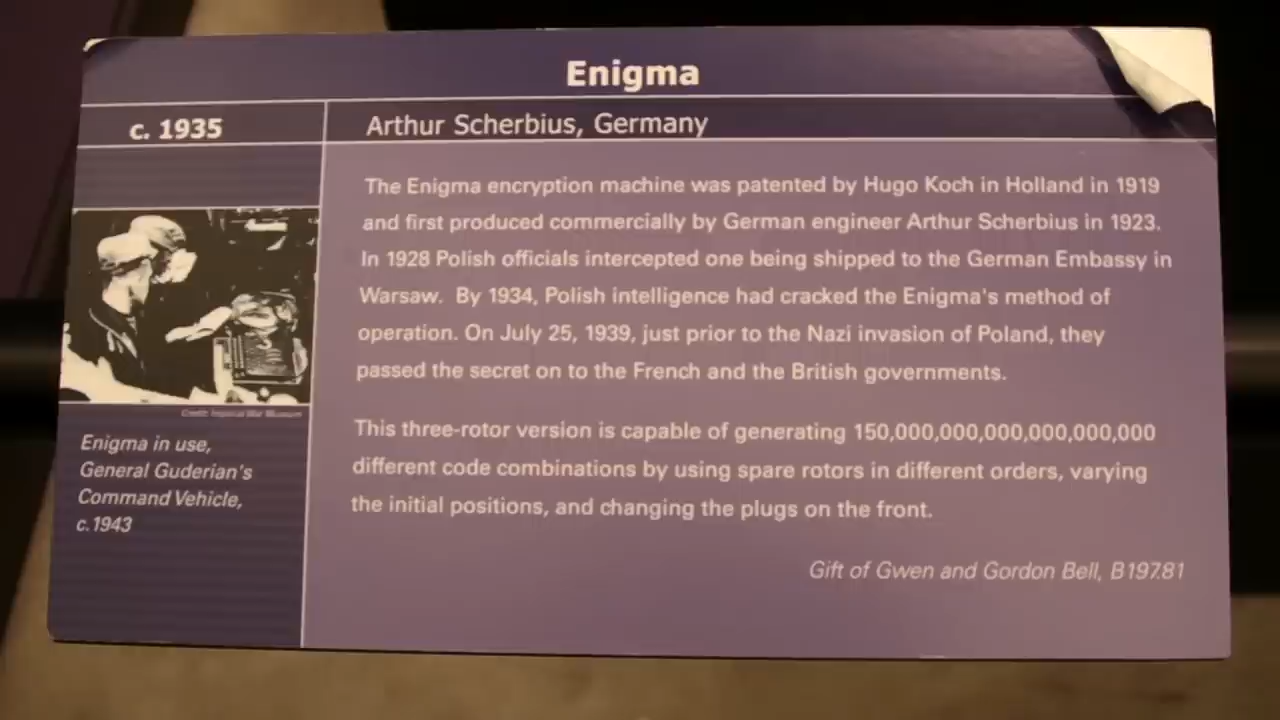 Enigma
c. 1935
Arthur Scherbius, Germany
The Enigma encryption machine was patented by Hugo Koch in Holland in 1919
and first produced commercially by German engineer Arthur Scherbius in 1923.
In 1928 Polish officials intercepted one being shipped to the German Embassy in
Warsaw. By 1934, Polish intelligence had cracked the Enigma's method of
operation. On July 25, 1939, just prior to the Nazi invasion of Poland, they
passed the secret on to the French and the British governments.
This three-rotor version is capable of generating 150,000,000,000,000,000,000
different code combinations by using spare rotors in different orders, varying
the initial positions, and changing the plugs on the front.
Gift of Gwen and Gordon Bell, B197.81
Credit: Imperial War Museum
Enigma in use,
General Guderian's
Command Vehicle,
c. 1943